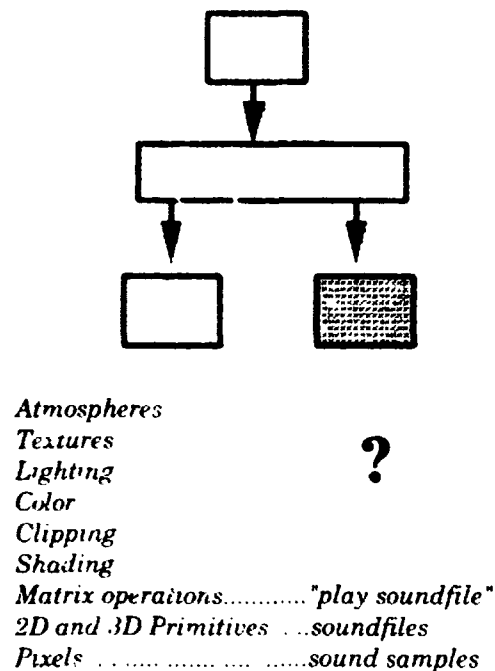 Atmospheres
Textures
Lighting
?
Color
Clipping
Shading
Matrix operations............"play soundfile"
2D and 3D Primitives ...soundfiles
Pixels ......................sound samples